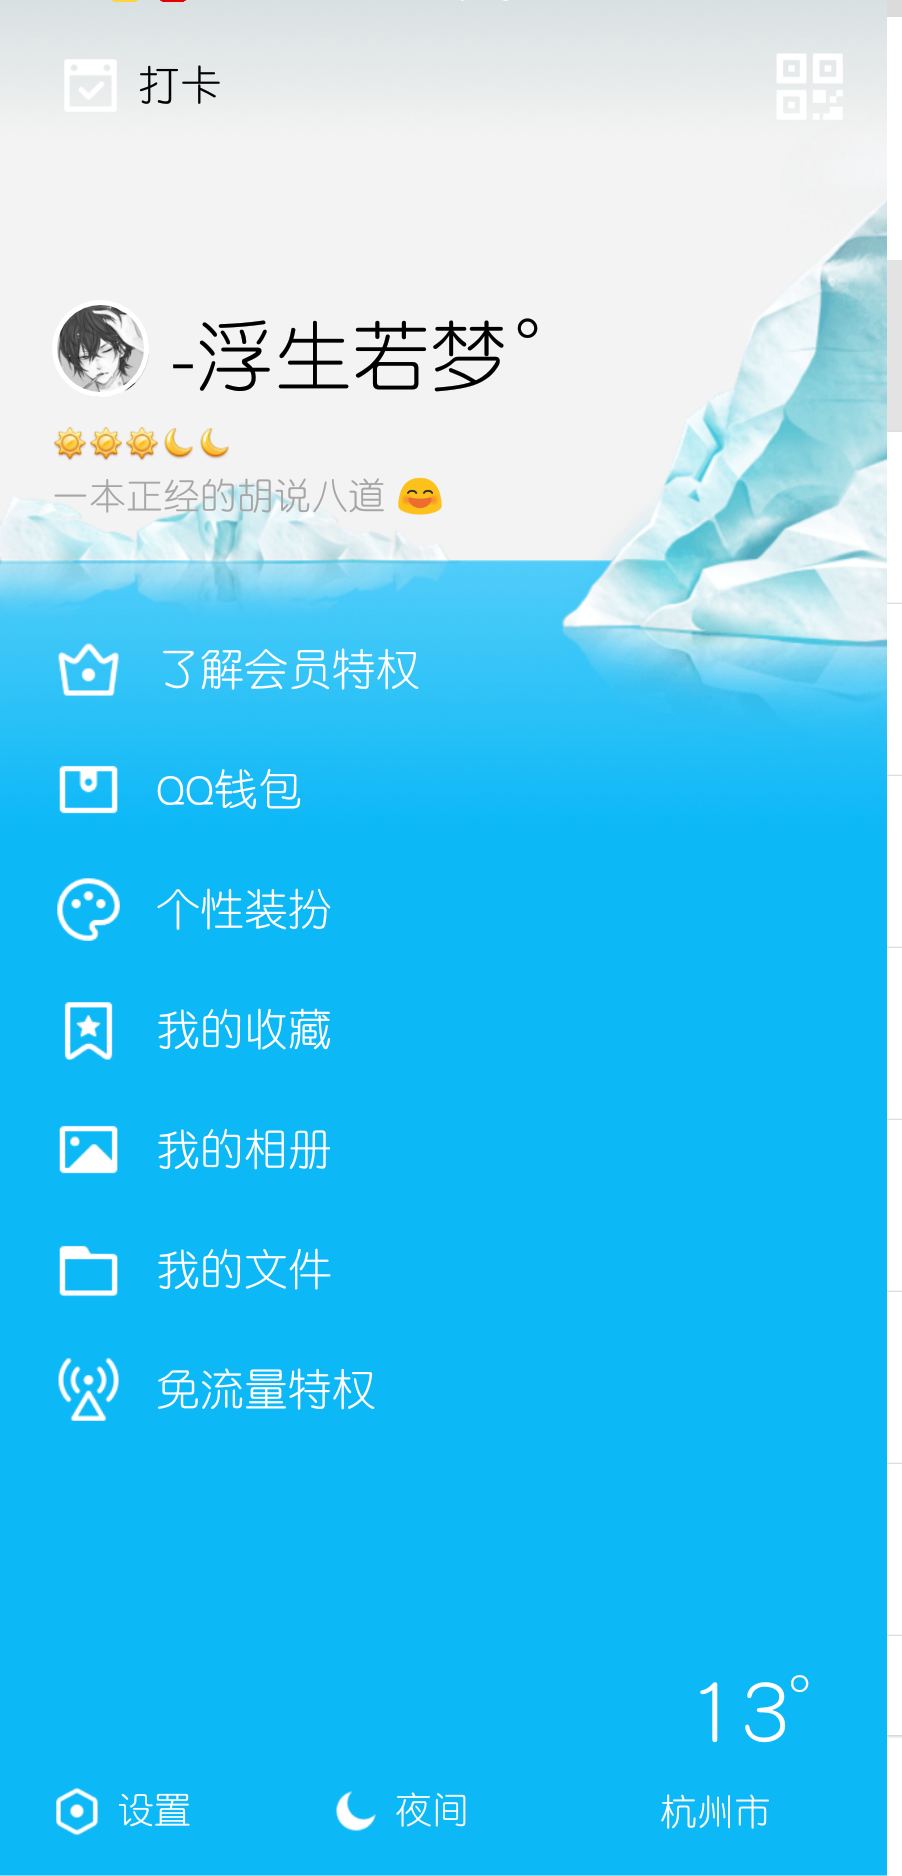 打卡
-浮生若梦°
一本正经的胡说八道 😊
了解会员特权
QQ钱包
个性装扮
我的收藏
我的相册
我的文件
免流量特权
13°
设置
夜间
杭州市